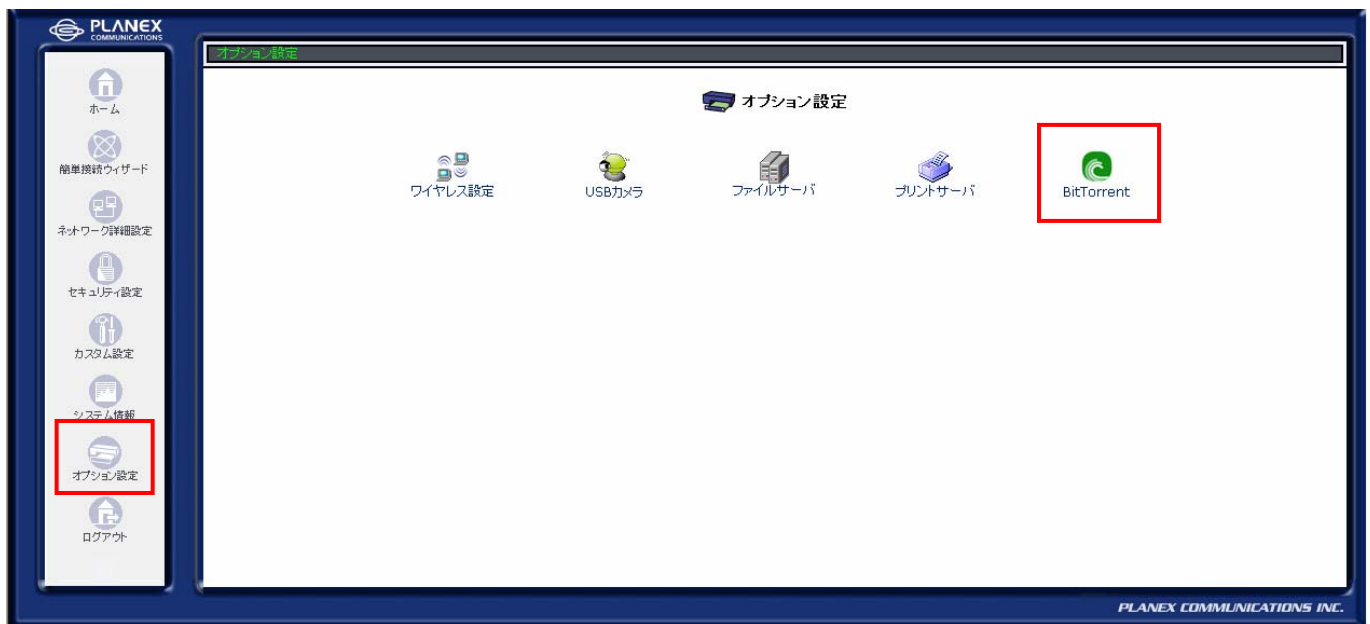 PLANEX
COMMUNICATIONS
オプション設定
ホーム
簡単接続ウィザード
ネットワーク詳細設定
セキュリティ設定
カスタム設定
システム情報
オプション設定
ログアウト
オプション設定
ワイヤレス設定
USBカメラ
ファイルサーバ
プリントサーバ
BitTorrent
PLANEX COMMUNICATIONS INC.